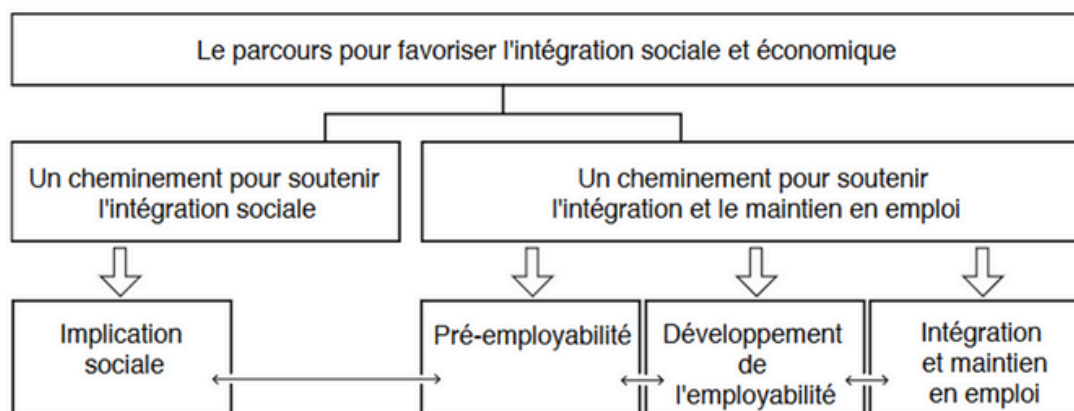 Le parcours pour favoriser l'intégration sociale et économique
Un cheminement pour soutenir
l'intégration sociale
Un cheminement pour soutenir
l'intégration et le maintien en emploi
Implication
sociale
Pré-employabilité
Développement
de
l'employabilité
Intégration
et maintien
en emploi